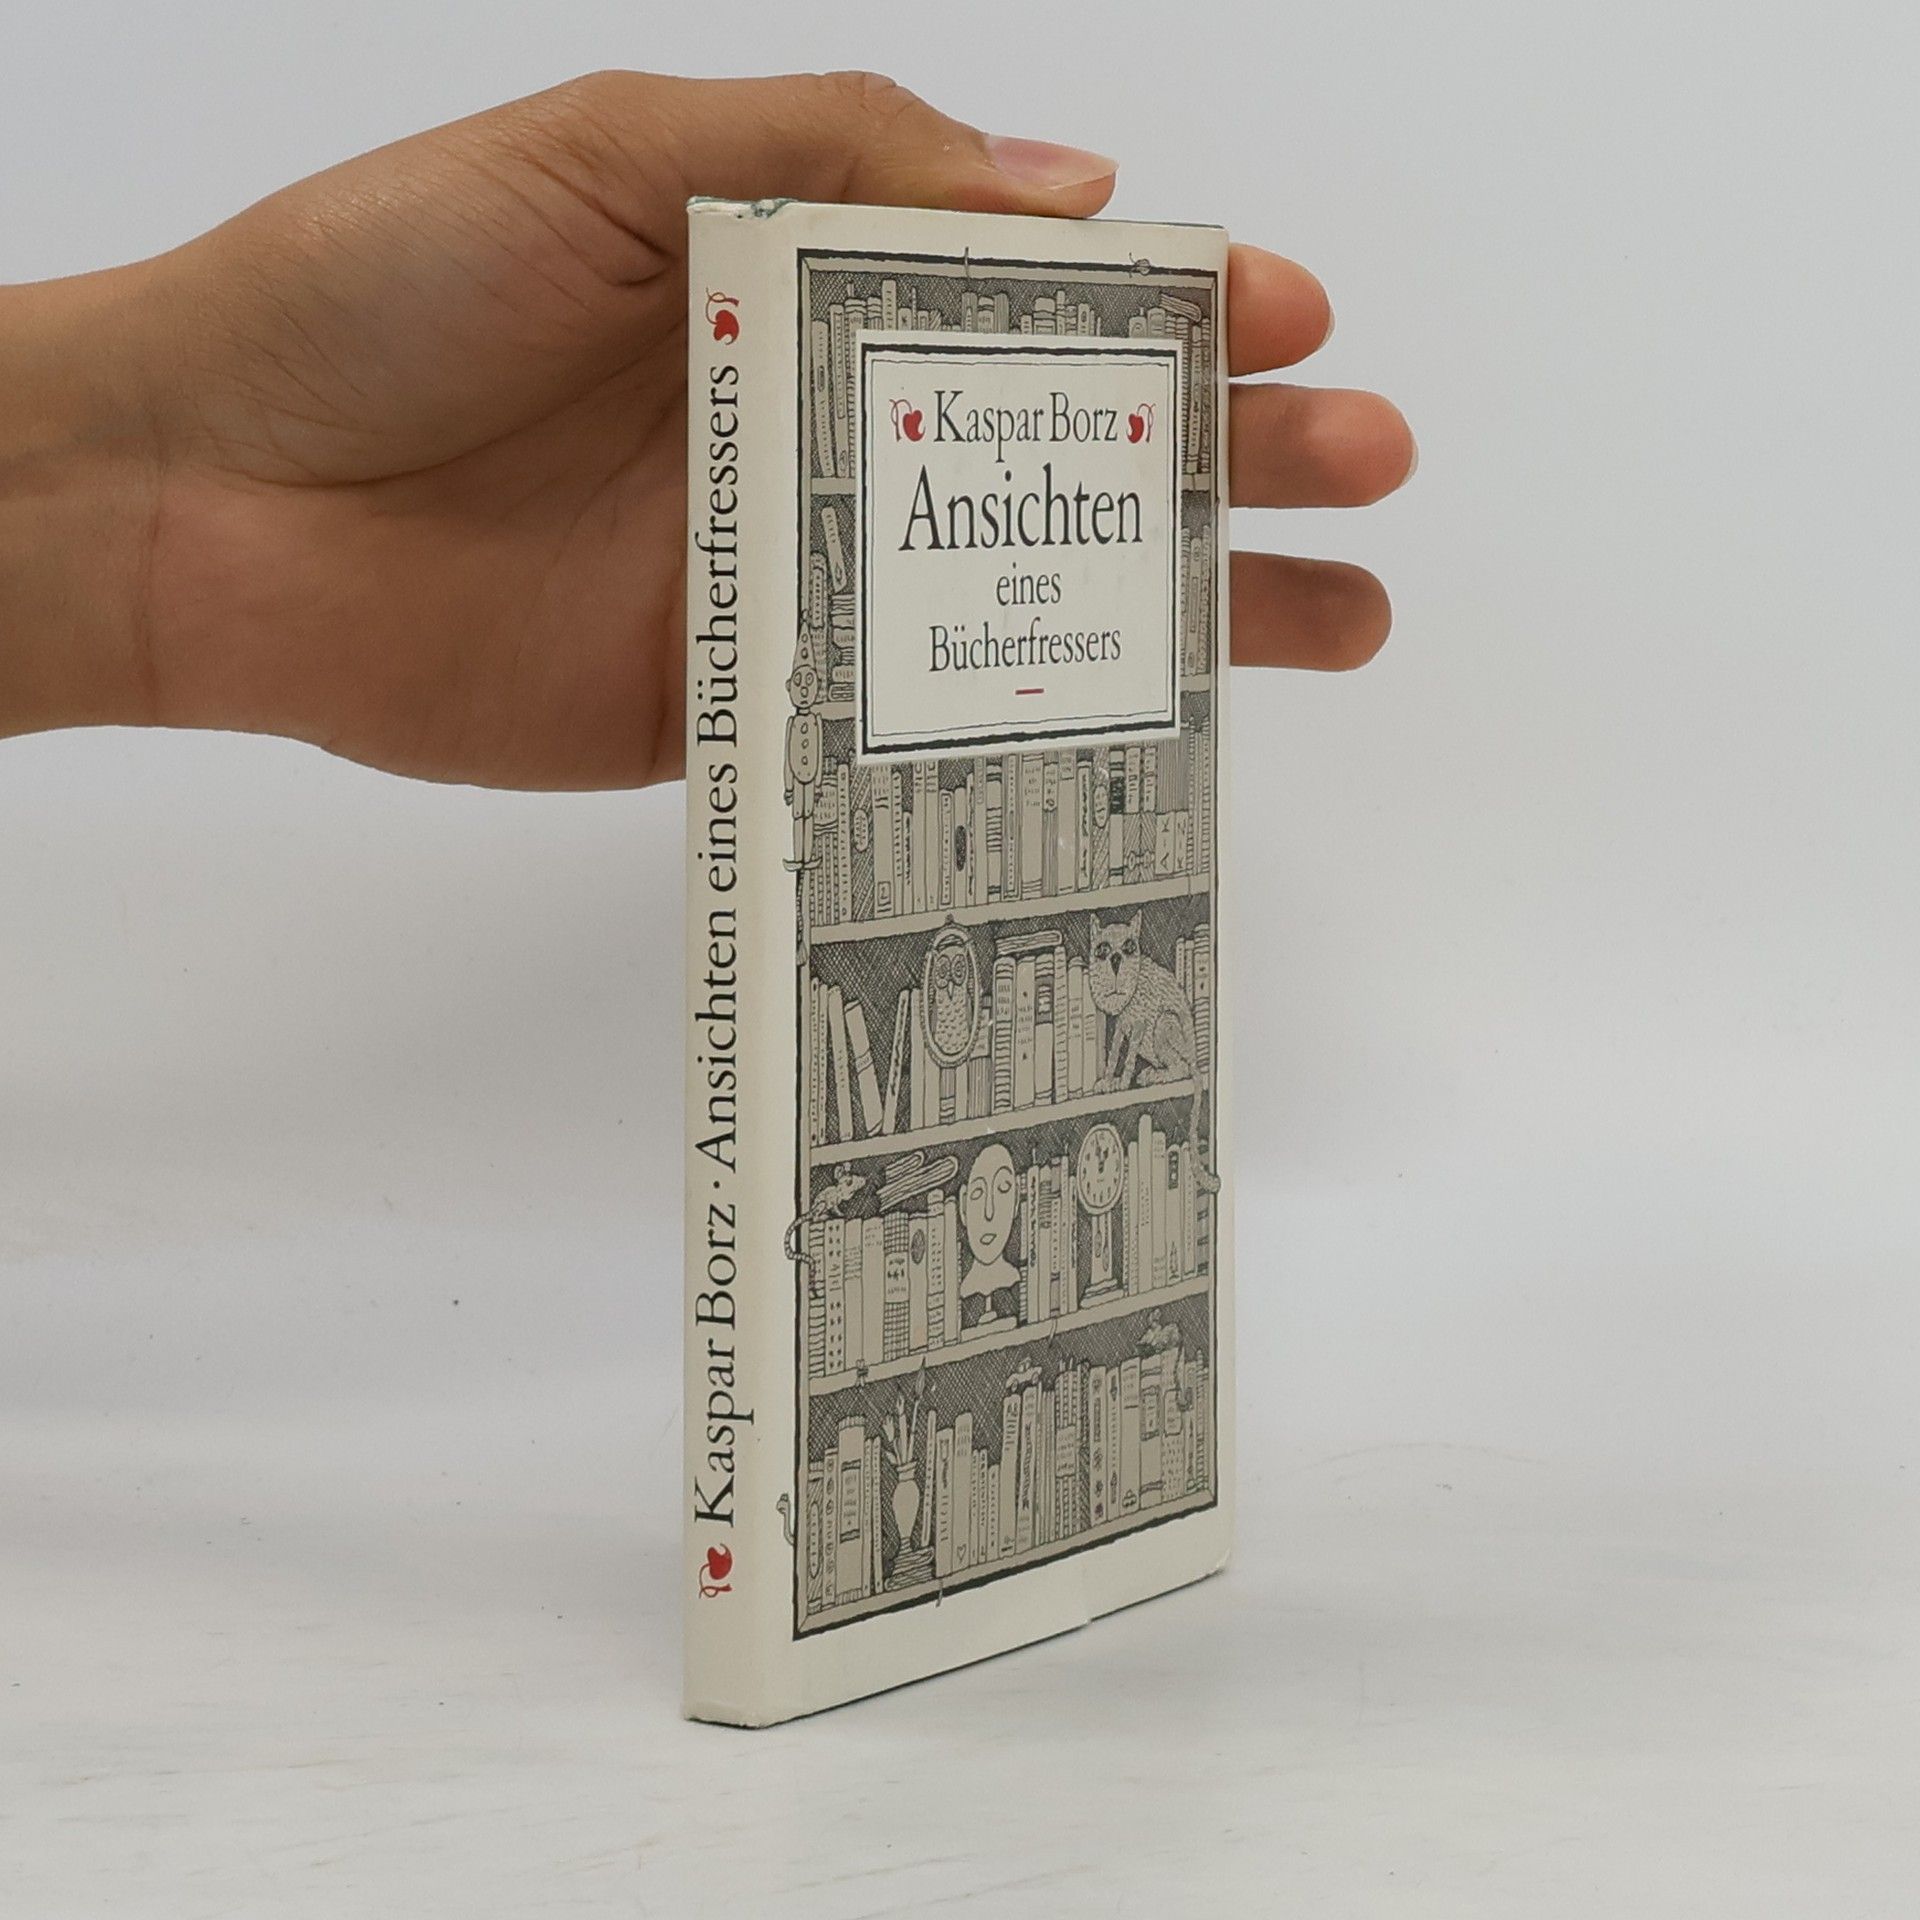 Kaspar Borz · Ansichten eines Bücherfressers
Kaspar Borz
Ansichten
eines
Bücherfressers
A-K
K-Z